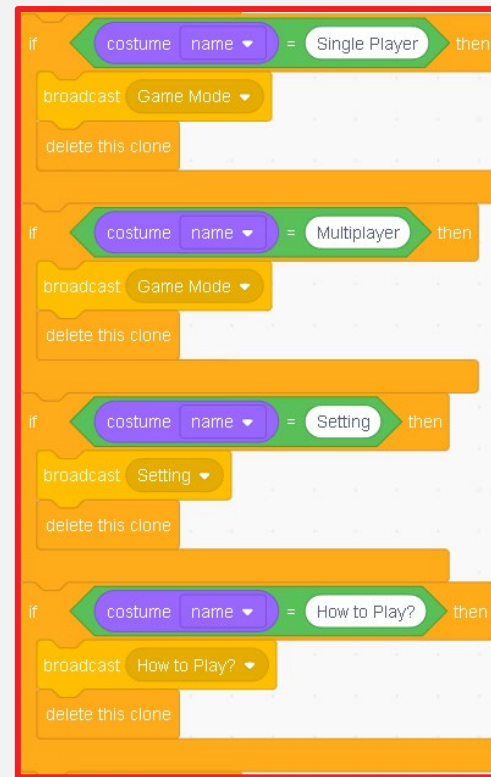 if costume name = Single Player then
broadcast Game Mode
delete this clone
if costume name = Multiplayer then
broadcast Game Mode
delete this clone
if costume name = Setting then
broadcast Setting
delete this clone
if costume name = How to Play? then
broadcast How to Play?
delete this clone